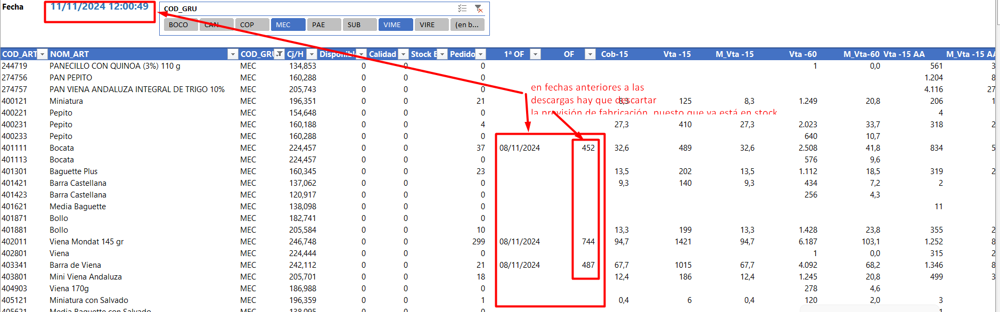 Fecha 11/11/2024 12:00:49 COD_GRU
BOCO CAN COP MEC PAE SUB VIME VIRE (en b...
COD_ART NOM_ART COD_GRU Cj/H Disponibl Calidad Stock E Pedido 1ª OF OF Cob-15 Vta -15 M_Vta -15 Vta -60 M_Vta-60 Vta -15 AA M_Vta -15 AA
244719 PANECILLO CON QUINOA (3%) 110 g MEC 134,853 0 0 0 1 0,0 561 3
274756 PAN PEPITO MEC 160,288 0 0 0 1.204 8
274757 PAN VIENA ANDALUZA INTEGRAL DE TRIGO 10% MEC 205,743 0 0 0 4.116 27
en fechas anteriores a las
descargas hay que descartar
la previsión de fabricación, puesto que ya está en stock
400121 Miniatura MEC 196,351 0 0 21 8,3 125 8,3 1.249 20,8 206 1
400221 Pepito MEC 154,648 0 0 0 4
400231 Pepito MEC 160,188 0 0 4 27,3 410 27,3 2.023 33,7 318 2
400233 Pepito MEC 160,288 0 0 0 640 10,7
401111 Bocata MEC 224,457 0 0 37 08/11/2024 452 32,6 489 32,6 2.508 41,8 834 5
401113 Bocata MEC 224,457 0 0 0 576 9,6
401301 Baguette Plus MEC 160,345 0 0 23 13,5 202 13,5 1.112 18,5 319 2
401421 Barra Castellana MEC 137,062 0 0 0 9,3 140 9,3 434 7,2 2
401423 Barra Castellana MEC 120,917 0 0 0 256 4,3
401621 Media Baguette MEC 138,098 0 0 0 11
401871 Bollo MEC 182,741 0 0 0
401881 Bollo MEC 205,584 0 0 10 13,3 199 13,3 1.428 23,8 355 2
402011 Viena Mondat 145 gr MEC 246,748 0 0 299 08/11/2024 744 94,7 1421 94,7 6.187 103,1 1.252 8
402801 Viena MEC 224,444 0 0 0 1 0,0 315 2
403341 Barra de Viena MEC 242,112 0 0 21 08/11/2024 487 67,7 1015 67,7 4.092 68,2 1.346 8
403801 Mini Viena Andaluza MEC 205,701 0 0 18 12,4 186 12,4 1.245 20,8 499 3
404903 Viena 170g MEC 186,988 0 0 0 278 4,6
405121 Miniatura con Salvado MEC 196,359 0 0 1 0,4 6 0,4 120 2,0 3
405621 Media Baguette con Salvado MEC 138,095 0 0 0 1